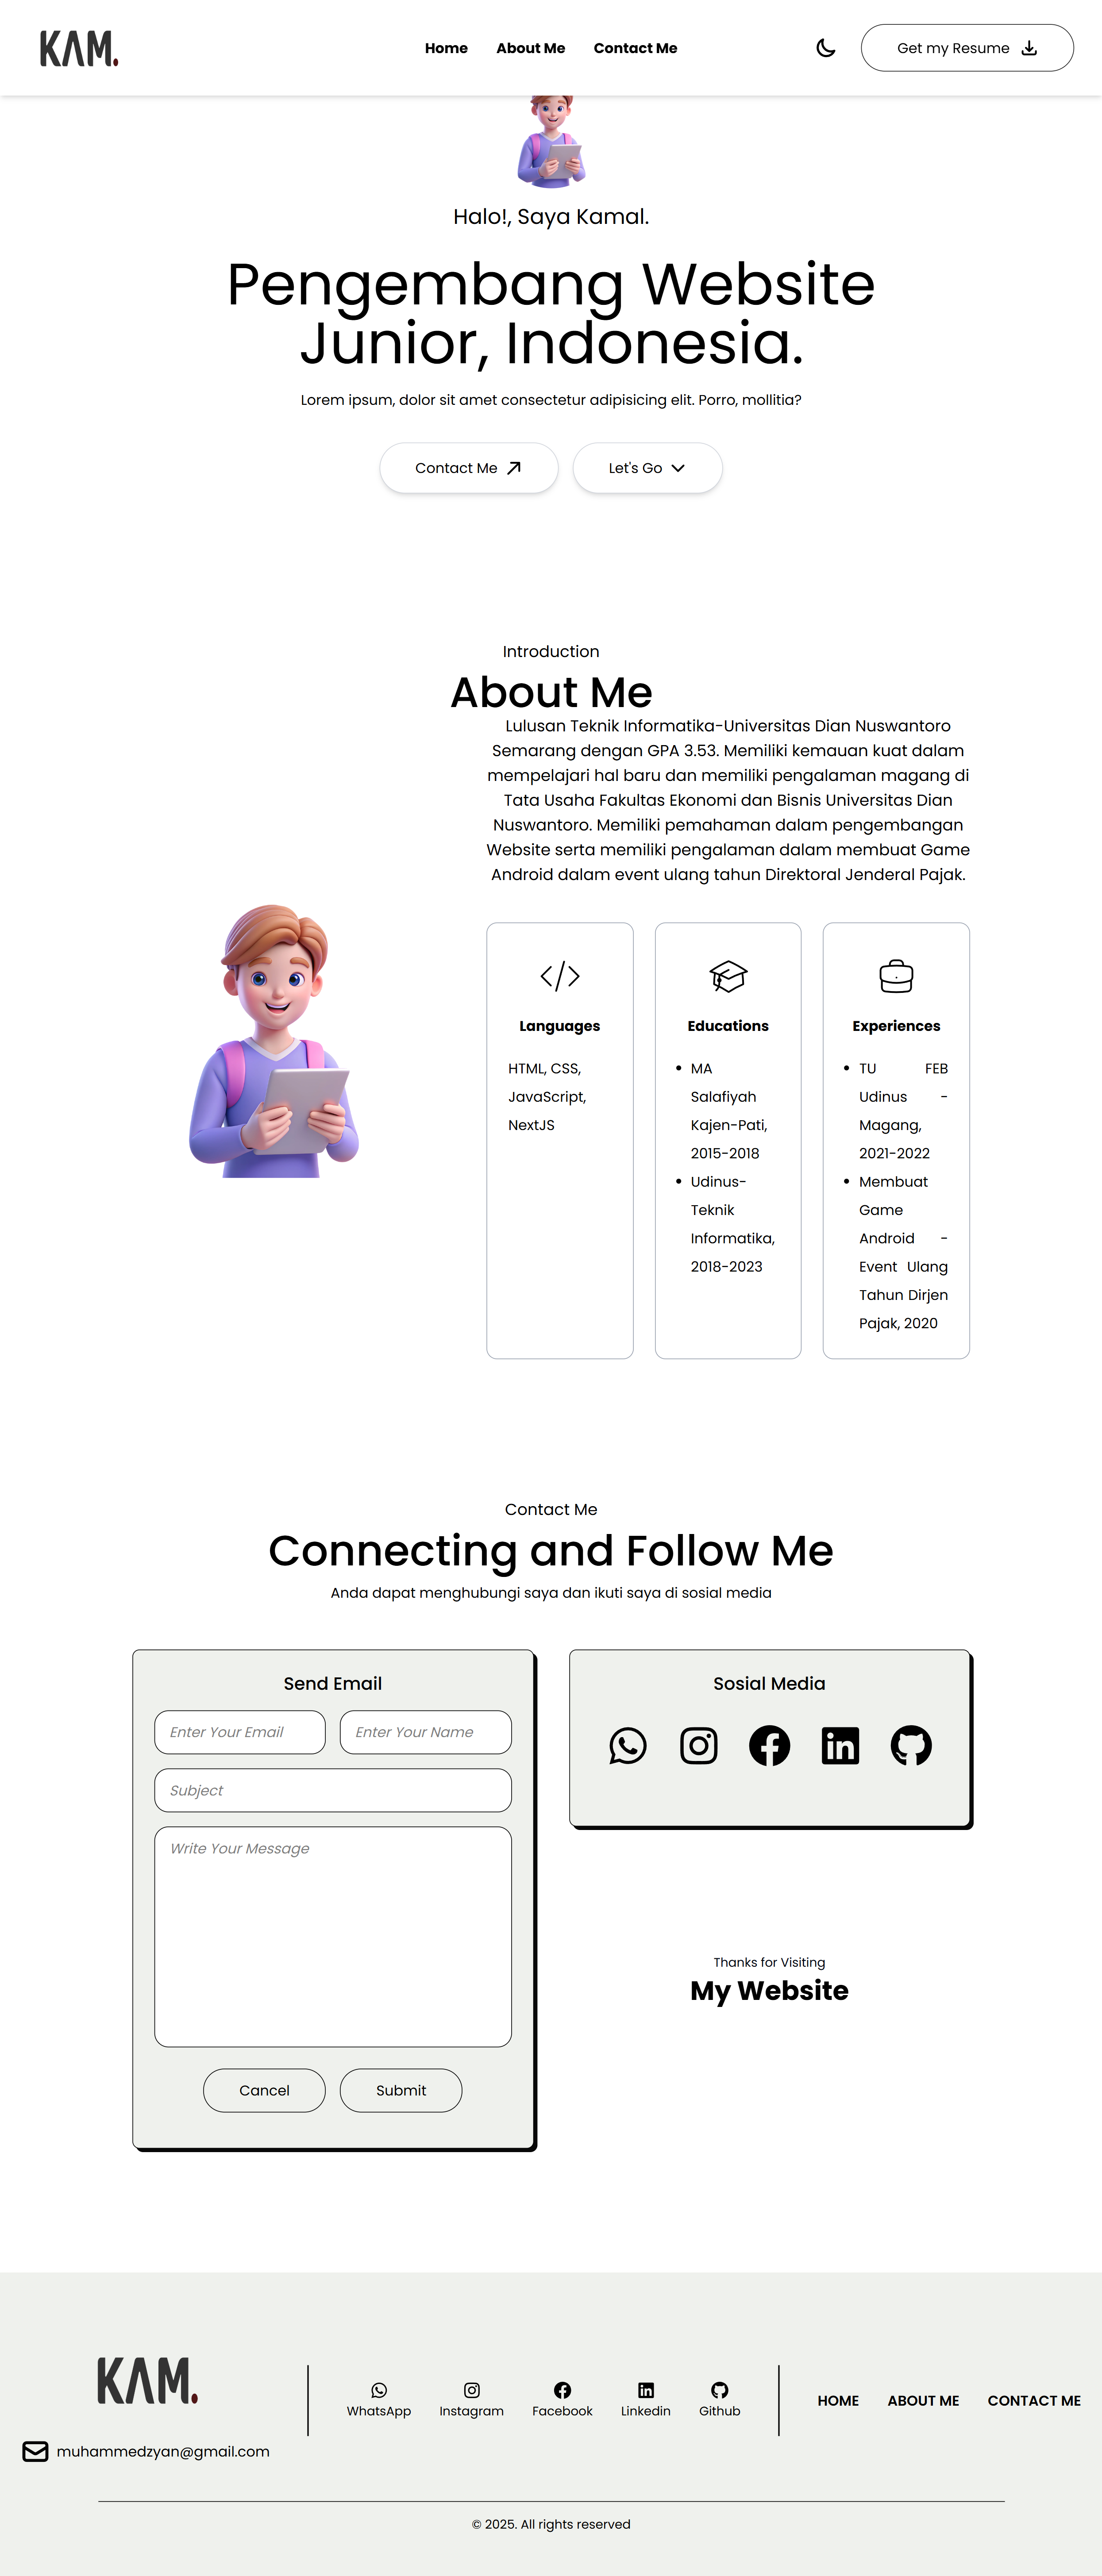 KAM.
Home About Me Contact Me
Get my Resume
Halo!, Saya Kamal.
Pengembang Website
Junior, Indonesia.
Lorem ipsum, dolor sit amet consectetur adipisicing elit. Porro, mollitia?
Contact Me
Let's Go
Introduction
About Me
Lulusan Teknik Informatika-Universitas Dian Nuswantoro
Semarang dengan GPA 3.53. Memiliki kemauan kuat dalam
mempelajari hal baru dan memiliki pengalaman magang di
Tata Usaha Fakultas Ekonomi dan Bisnis Universitas Dian
Nuswantoro. Memiliki pemahaman dalam pengembangan
Website serta memiliki pengalaman dalam membuat Game
Android dalam event ulang tahun Direktoral Jenderal Pajak.
Languages
HTML, CSS,
JavaScript,
NextJS
Educations
• MA
Salafiyah
Kajen-Pati,
2015-2018
• Udinus-
Teknik
Informatika,
2018-2023
Experiences
• TU FEB
Udinus -
Magang,
2021-2022
• Membuat
Game
Android -
Event Ulang
Tahun Dirjen
Pajak, 2020
Contact Me
Connecting and Follow Me
Anda dapat menghubungi saya dan ikuti saya di sosial media
Send Email
Enter Your Email
Enter Your Name
Subject
Write Your Message
Cancel
Submit
Sosial Media
Thanks for Visiting
My Website
KAM.
muhammedzyan@gmail.com
WhatsApp
Instagram
Facebook
Linkedin
Github
HOME ABOUT ME CONTACT ME
© 2025. All rights reserved